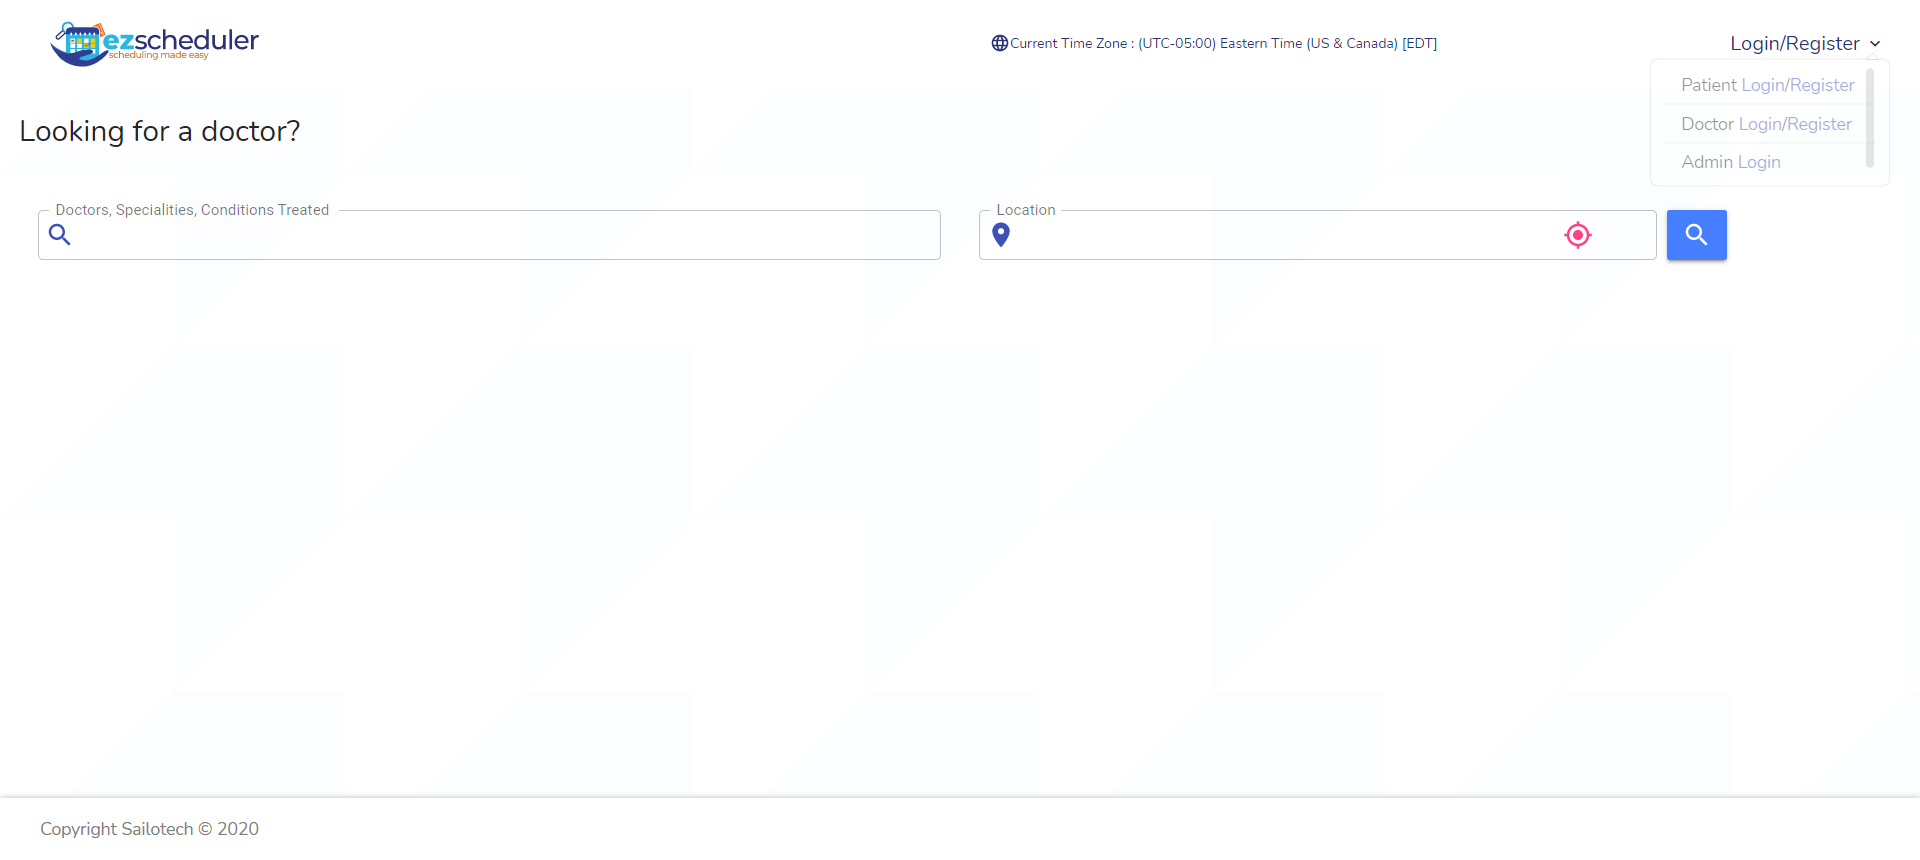 ezscheduler
scheduling made easy
Current Time Zone : (UTC-05:00) Eastern Time (US & Canada) [EDT]
Login/Register
Patient Login/Register
Doctor Login/Register
Admin Login
Looking for a doctor?
Doctors, Specialities, Conditions Treated
Location
Copyright Sailotech © 2020